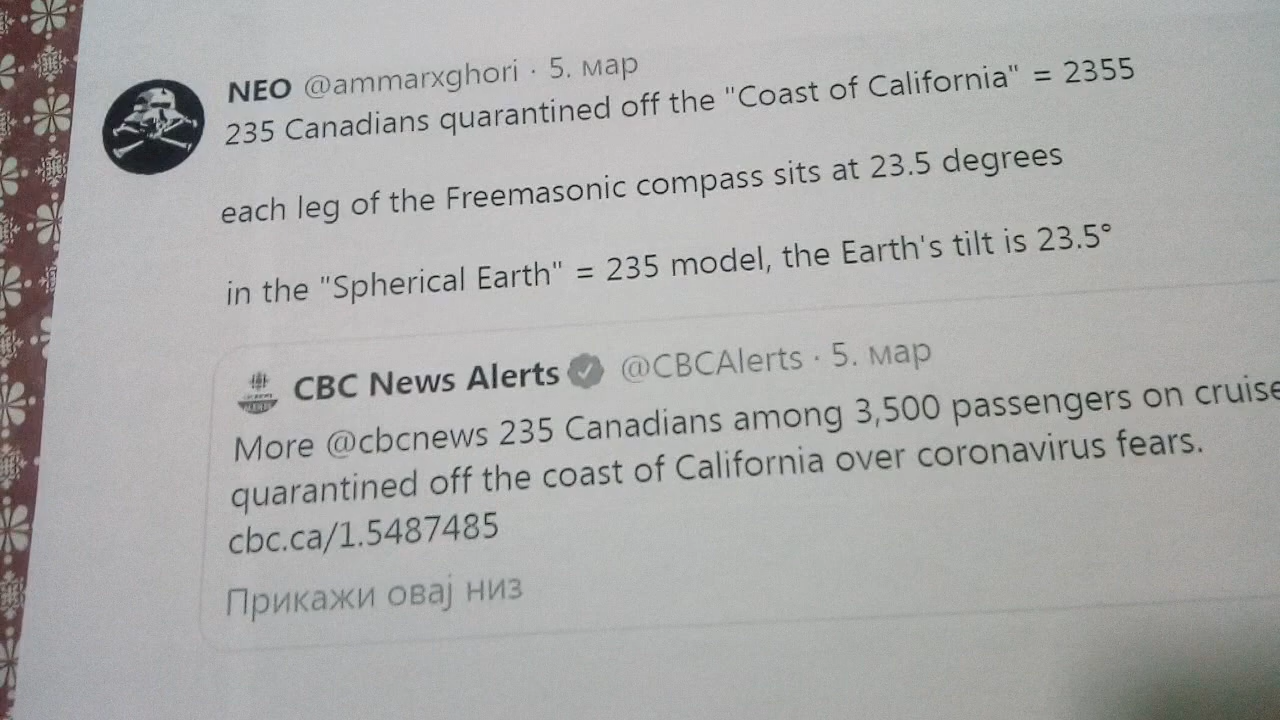 NEO @ammarxghori · 5. мар
235 Canadians quarantined off the "Coast of California" = 2355
each leg of the Freemasonic compass sits at 23.5 degrees
in the "Spherical Earth" = 235 model, the Earth's tilt is 23.5°
CBC News Alerts @CBCAlerts · 5. мар
More @cbcnews 235 Canadians among 3,500 passengers on cruise
quarantined off the coast of California over coronavirus fears.
cbc.ca/1.5487485
Прикажи овај низ